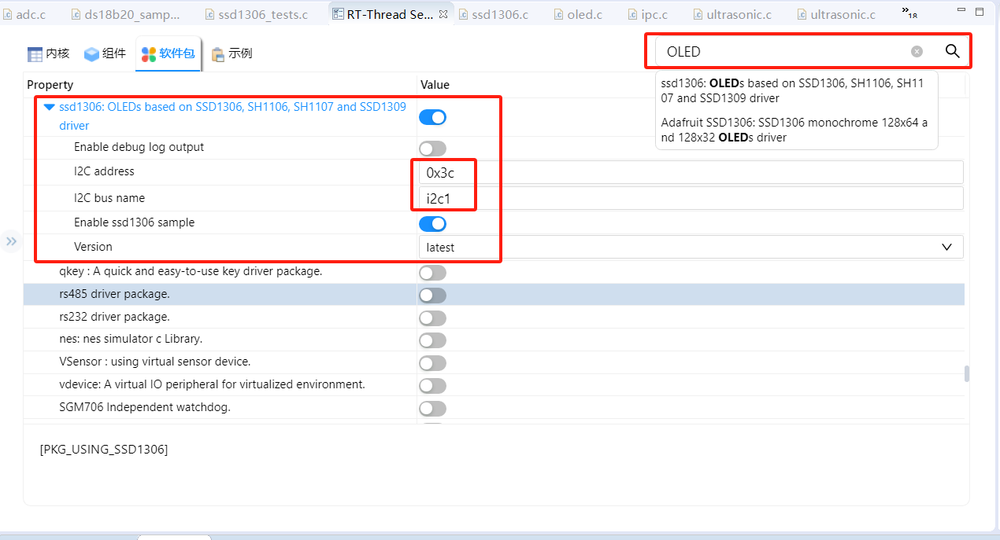 adc.c
ds18b20_samp...
ssd1306_tests.c
RT-Thread Se...
ssd1306.c
oled.c
ipc.c
ultrasonic.c
ultrasonic.c
»18
内核
组件
软件包
示例
OLED
ssd1306: OLEDs based on SSD1306, SH1106, SH11
07 and SSD1309 driver
Adafruit SSD1306: SSD1306 monochrome 128x64 a
nd 128x32 OLEDs driver
Property
Value
ssd1306: OLEDs based on SSD1306, SH1106, SH1107 and SSD1309
driver
Enable debug log output
I2C address
0x3c
I2C bus name
i2c1
Enable ssd1306 sample
Version
latest
qkey : A quick and easy-to-use key driver package.
rs485 driver package.
rs232 driver package.
nes: nes simulator c Library.
VSensor : using virtual sensor device.
vdevice: A virtual IO peripheral for virtualized environment.
SGM706 Independent watchdog.
[PKG_USING_SSD1306]